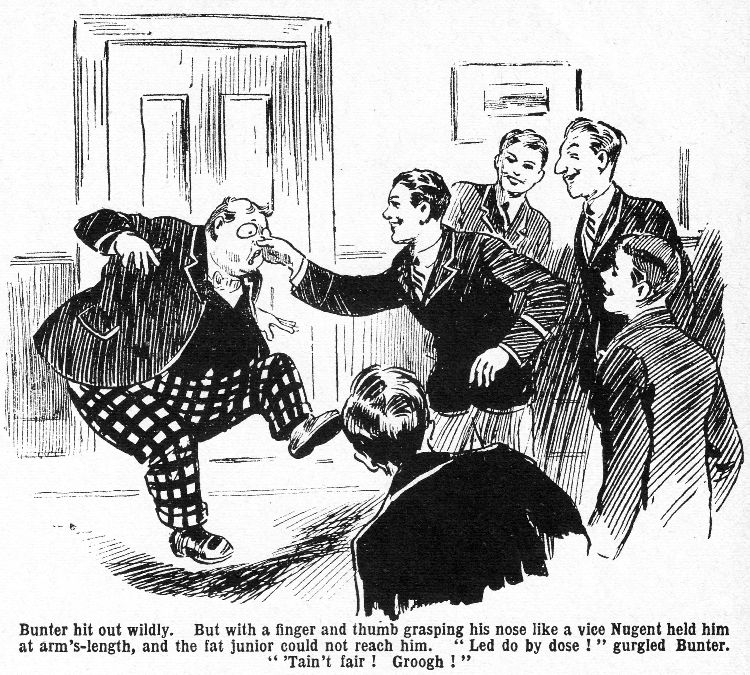 Bunter hit out wildly. But with a finger and thumb grasping his nose like a vice Nugent held him
at arm's-length, and the fat junior could not reach him. “ Led do by dose ! ” gurgled Bunter.
“ 'Tain't fair ! Groogh ! ”